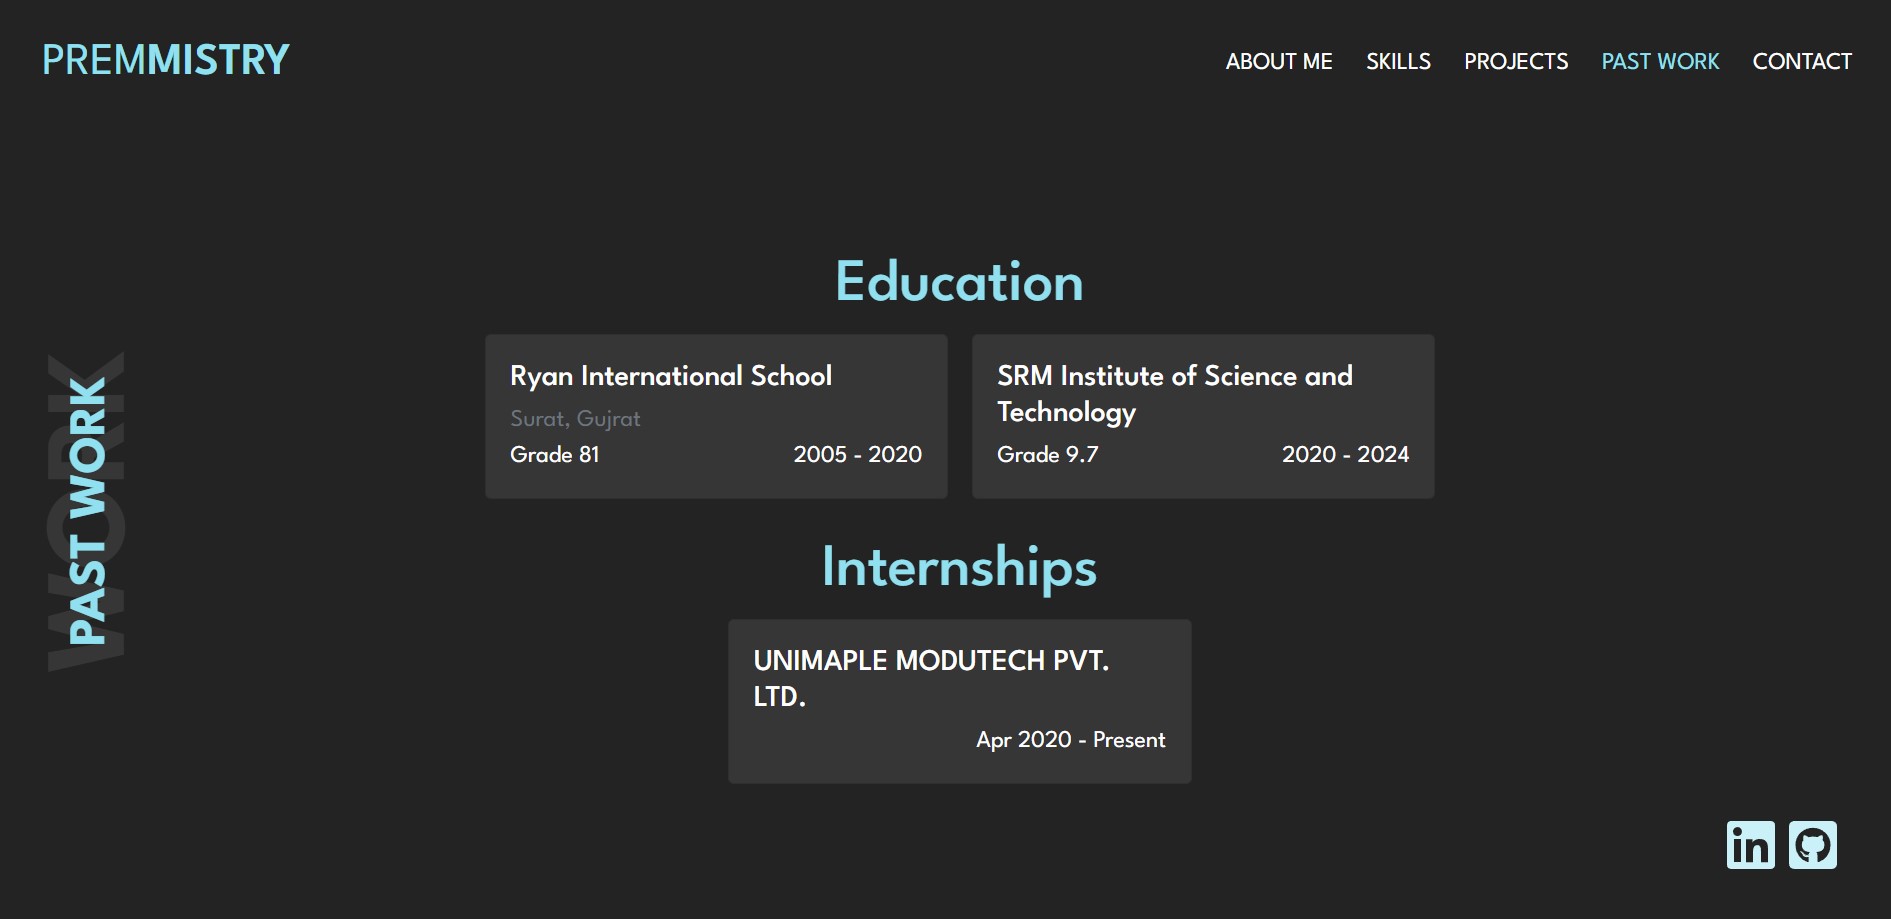 PREMMISTRY
ABOUT ME SKILLS PROJECTS PAST WORK CONTACT
WORK
PAST WORK
Education
Ryan International School
Surat, Gujrat
Grade 81 2005 - 2020
SRM Institute of Science and
Technology
Grade 9.7 2020 - 2024
Internships
UNIMAPLE MODUTECH PVT.
LTD.
Apr 2020 - Present
in